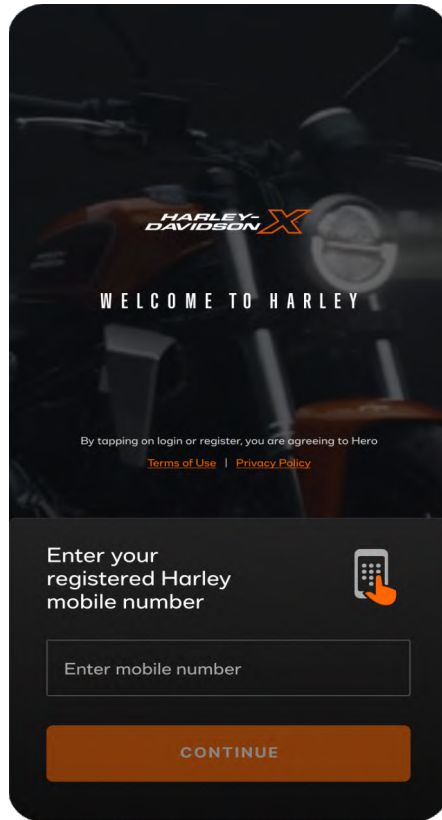 HARLEY-
DAVIDSON X
WELCOME TO HARLEY
By tapping on login or register, you are agreeing to Hero
Terms of Use | Privacy Policy
Enter your
registered Harley
mobile number
Enter mobile number
CONTINUE